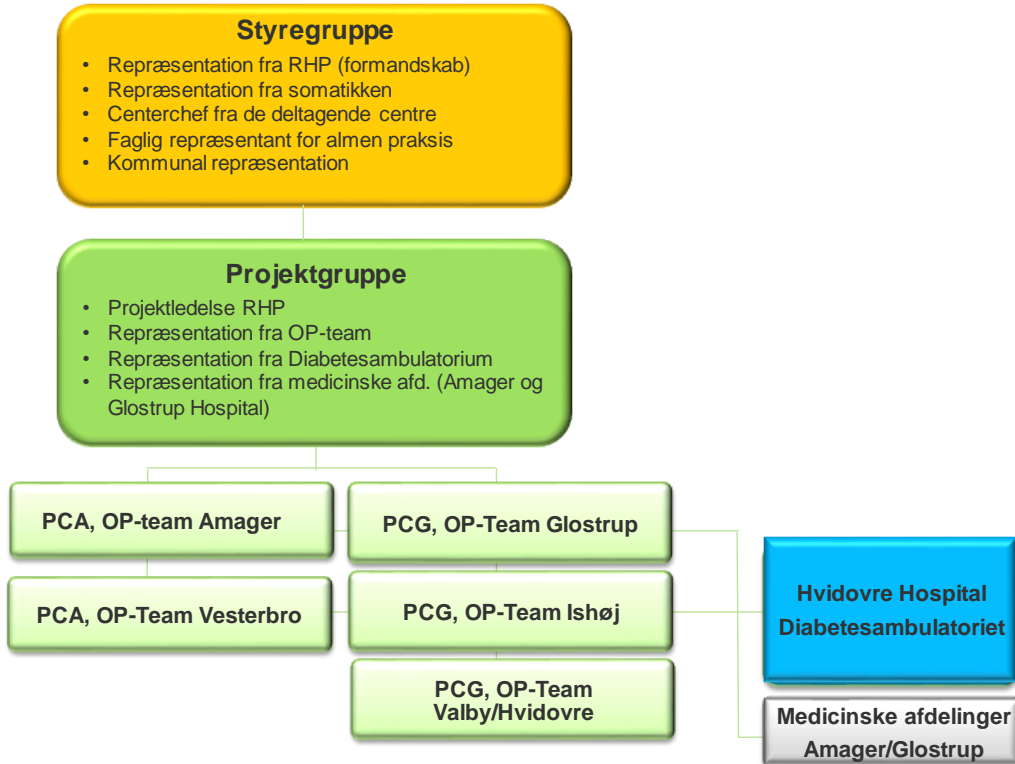 Styregruppe
• Repræsentation fra RHP (formandskab)
• Repræsentation fra somatikken
• Centerchef fra de deltagende centre
• Faglig repræsentant for almen praksis
• Kommunal repræsentation
Projektgruppe
• Projektledelse RHP
• Repræsentation fra OP-team
• Repræsentation fra Diabetesambulatorium
• Repræsentation fra medicinske afd. (Amager og
Glostrup Hospital)
PCA, OP-team Amager
PCG, OP-Team Glostrup
PCA, OP-Team Vesterbro
PCG, OP-Team Ishøj
PCG, OP-Team
Valby/Hvidovre
Hvidovre Hospital
Diabetesambulatoriet
Medicinske afdelinger
Amager/Glostrup